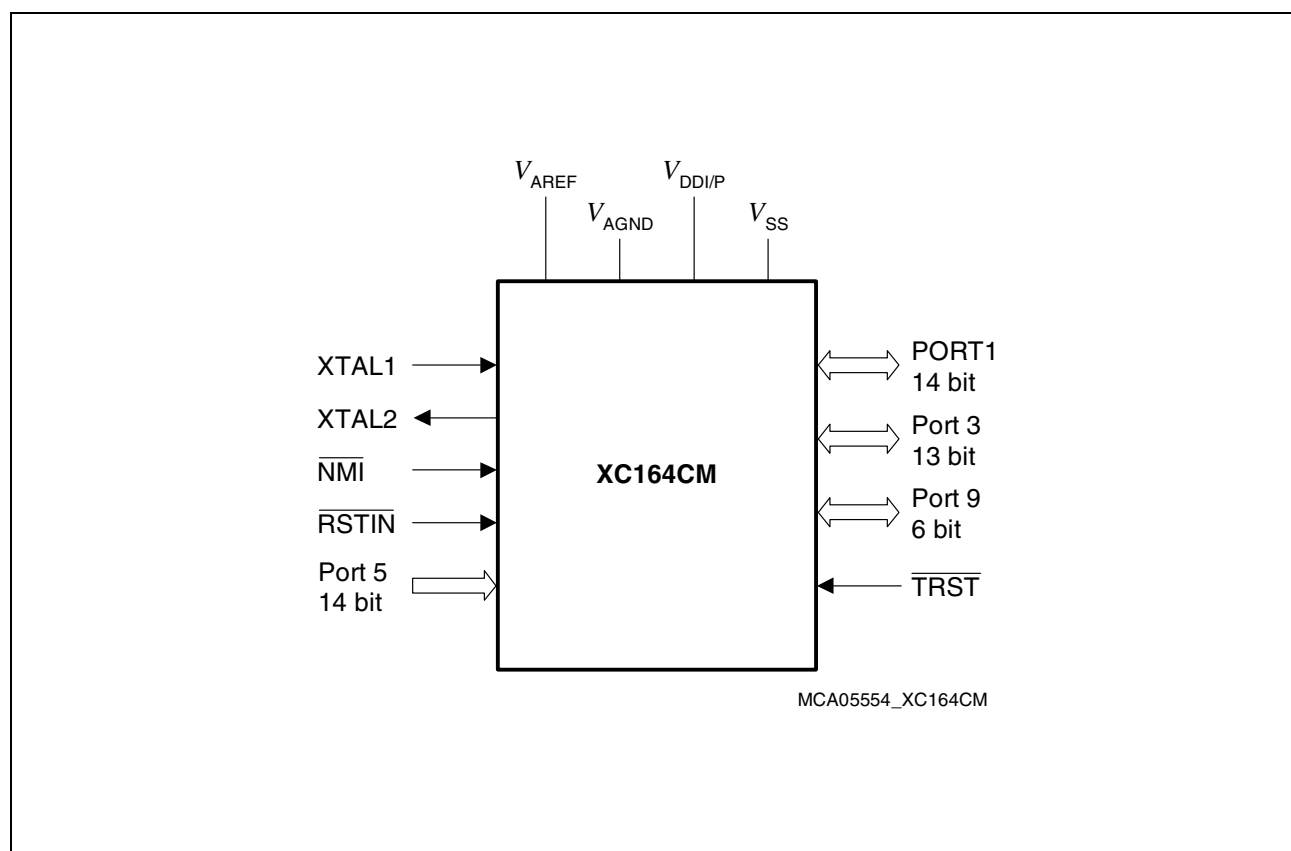 VAREF
VAGND
VDDI/P
VSS
XTAL1
XTAL2
NMI
RSTIN
Port 5
14 bit
XC164CM
PORT1
14 bit
Port 3
13 bit
Port 9
6 bit
TRST
MCA05554_XC164CM